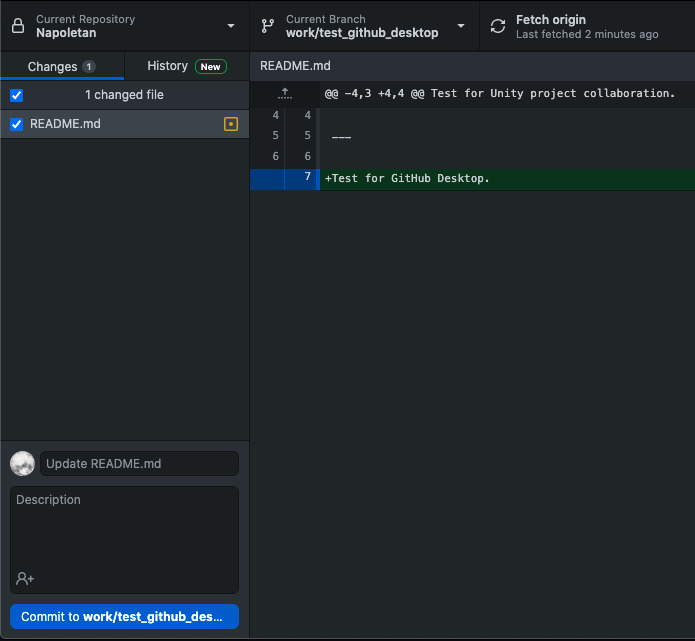 Current Repository
Napoletan
Current Branch
work/test_github_desktop
Fetch origin
Last fetched 2 minutes ago
Changes 1
History New
README.md
1 changed file
README.md
@@ -4,3 +4,4 @@ Test for Unity project collaboration.
4 4
5 5 ---
6 6
7 +Test for GitHub Desktop.
Update README.md
Description
Commit to work/test_github_des...